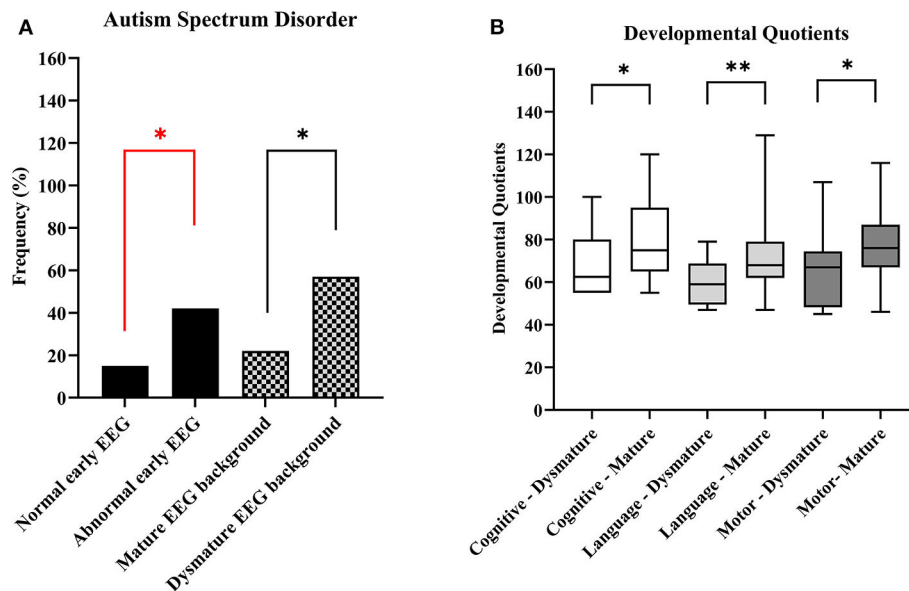 A
Autism Spectrum Disorder
Frequency (%)
160
140
120
100
80
60
40
20
0
*
*
Normal early EEG
Abnormal early EEG
Mature EEG background
Dysmature EEG background
B
Developmental Quotients
Developmental Quotients
160
140
120
100
80
60
40
20
0
*
**
*
Cognitive - Dysmature
Cognitive - Mature
Language - Dysmature
Language - Mature
Motor - Dysmature
Motor- Mature